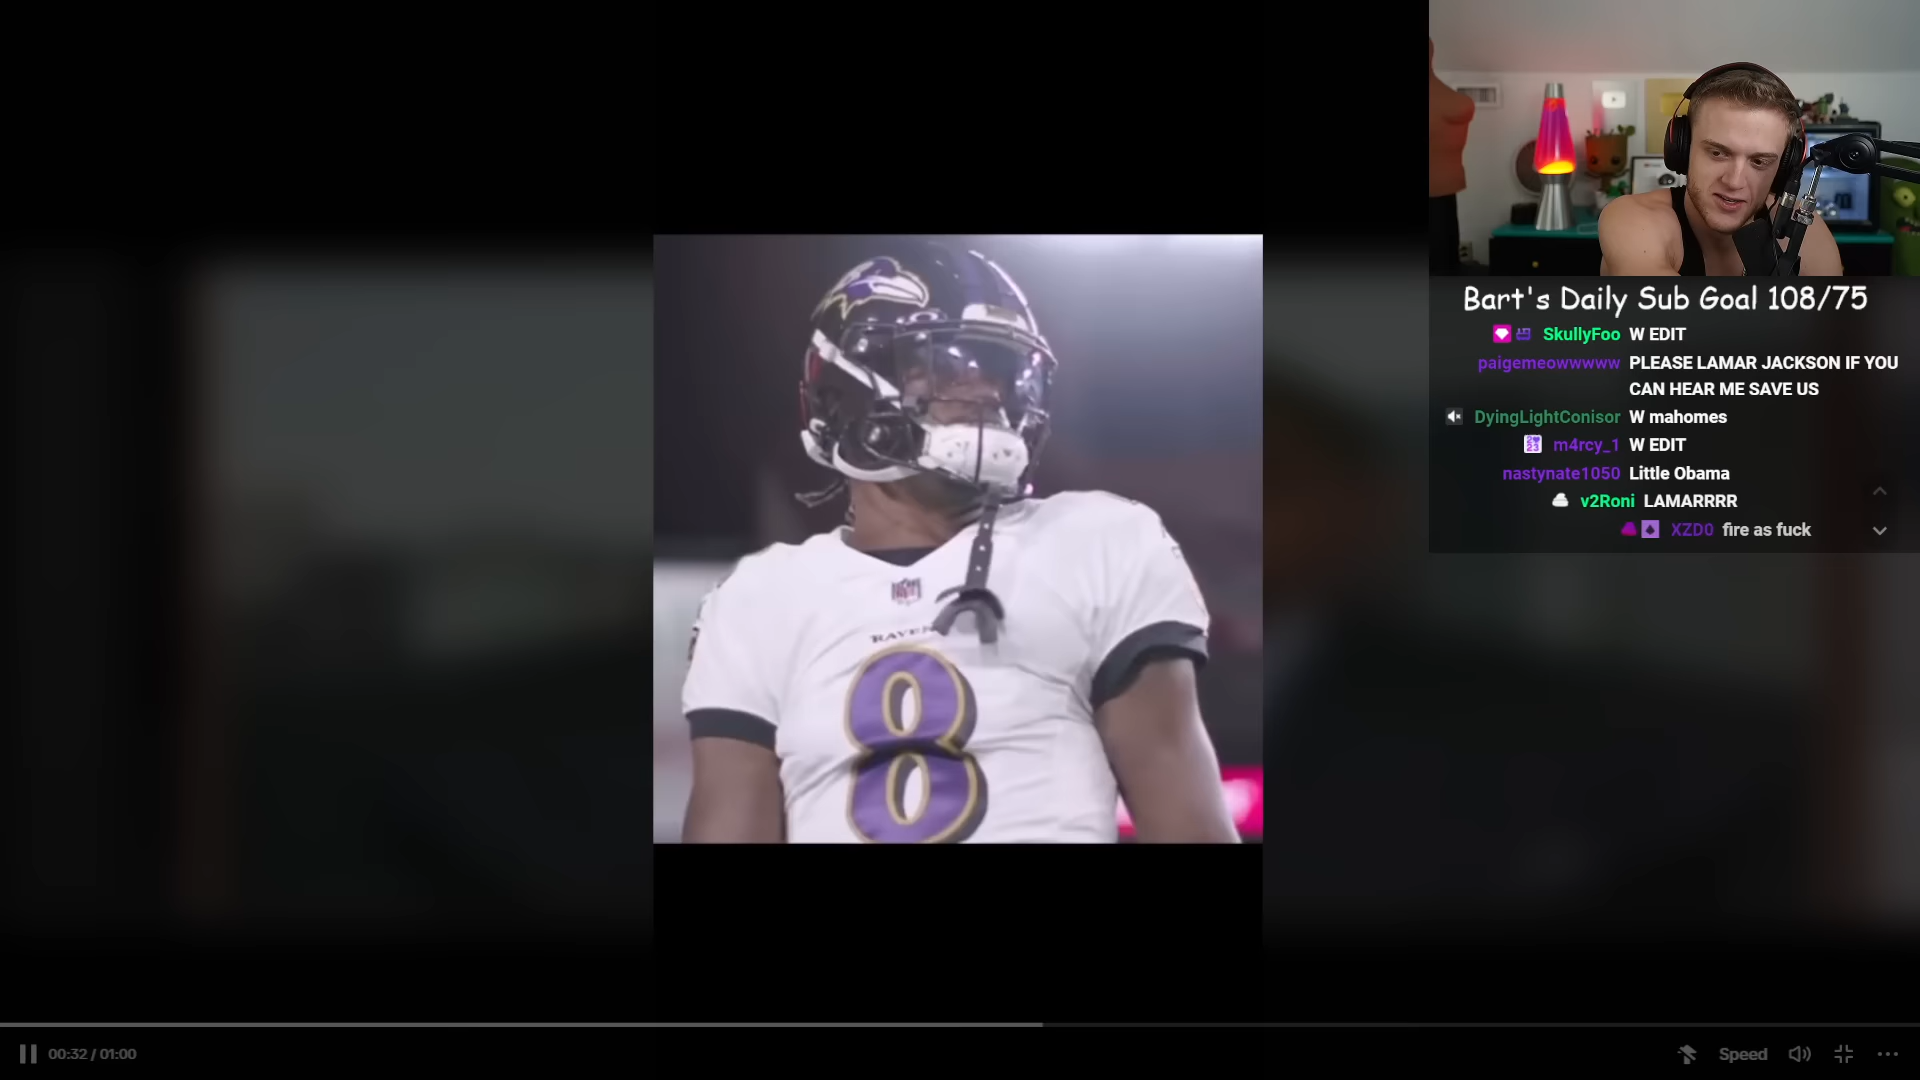 Bart's Daily Sub Goal 108/75
SkullyFoo W EDIT
paigemeowwwww PLEASE LAMAR JACKSON IF YOU
CAN HEAR ME SAVE US
DyingLightConisor W mahomes
m4rcy_1 W EDIT
nastynate1050 Little Obama
v2Roni LAMARRRR
XZD0 fire as fuck
NFL
8
00:32 / 01:00
Speed